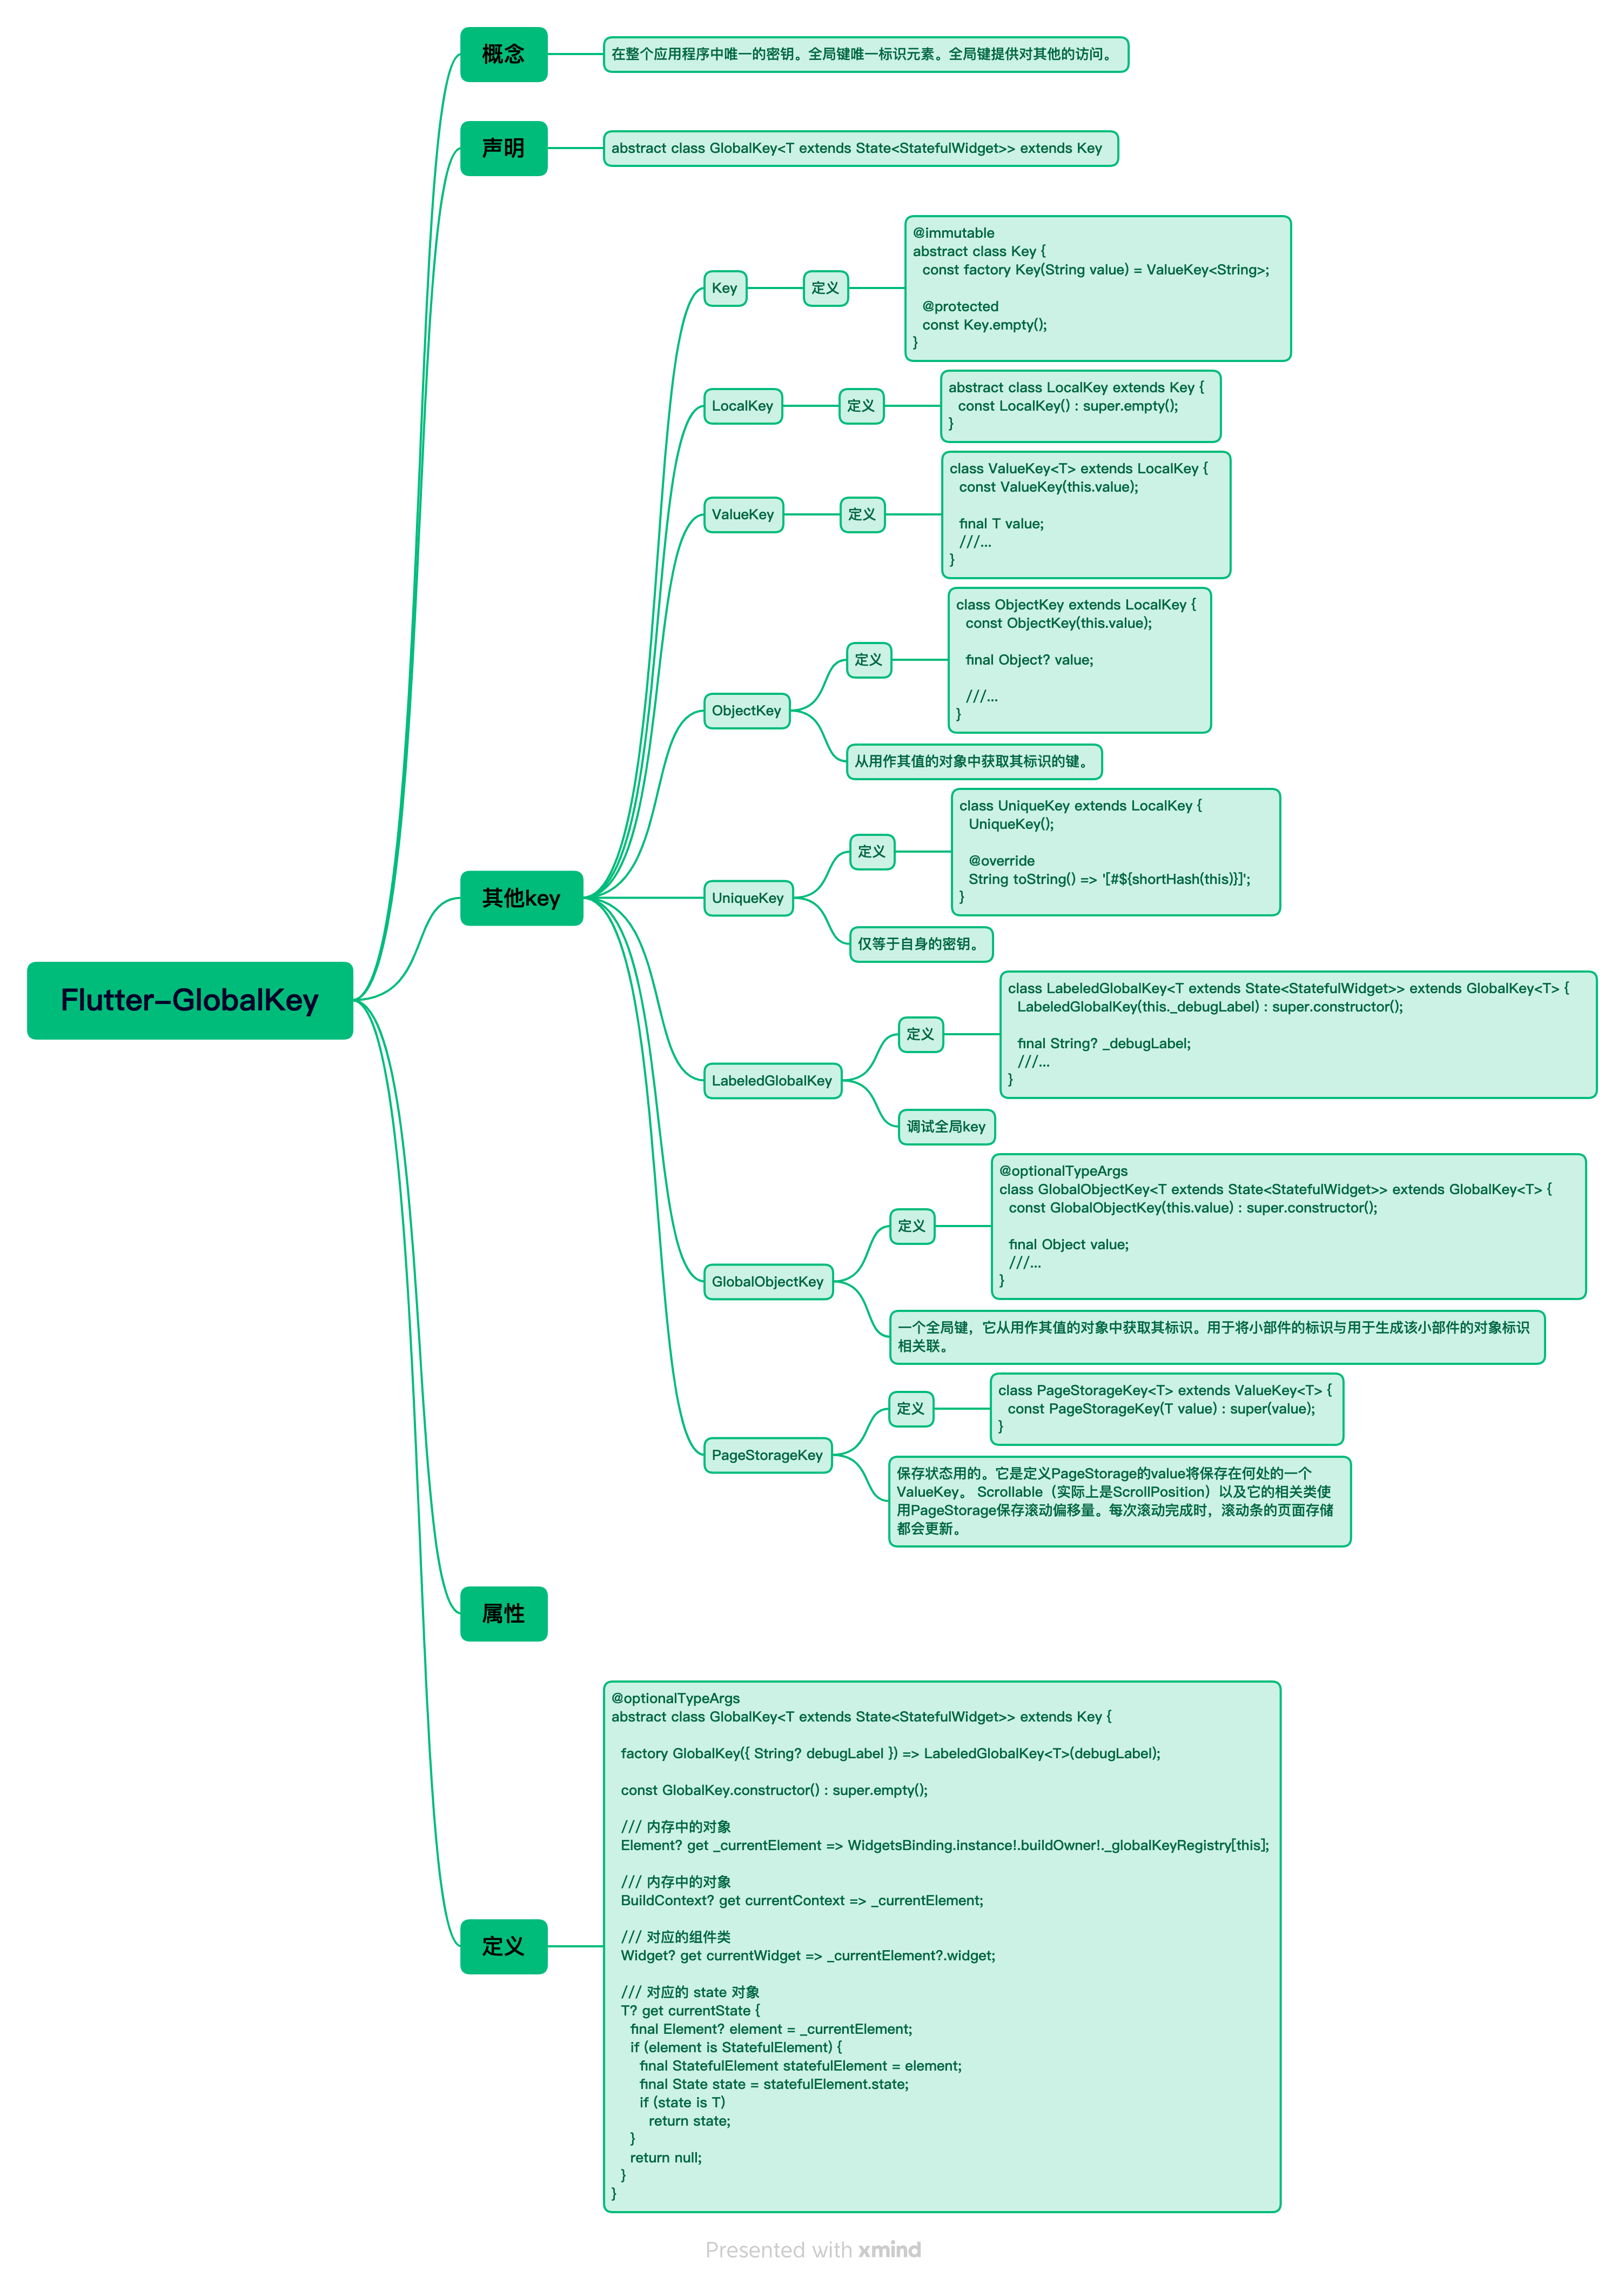 Flutter-GlobalKey
概念
在整个应用程序中唯一的密钥。全局键唯一标识元素。全局键提供对其他的访问。
声明
abstract class GlobalKey<T extends State<StatefulWidget>> extends Key
其他key
Key
定义
@immutable
abstract class Key {
  const factory Key(String value) = ValueKey<String>;
  @protected
  const Key.empty();
}
LocalKey
定义
abstract class LocalKey extends Key {
  const LocalKey() : super.empty();
}
ValueKey
定义
class ValueKey<T> extends LocalKey {
  const ValueKey(this.value);
  final T value;
  ///...
}
ObjectKey
定义
class ObjectKey extends LocalKey {
  const ObjectKey(this.value);
  final Object? value;
  ///...
}
从用作其值的对象中获取其标识的键。
UniqueKey
定义
class UniqueKey extends LocalKey {
  UniqueKey();
  @override
  String toString() => '[#${shortHash(this)}]';
}
仅等于自身的密钥。
LabeledGlobalKey
定义
class LabeledGlobalKey<T extends State<StatefulWidget>> extends GlobalKey<T> {
  LabeledGlobalKey(this._debugLabel) : super.constructor();
  final String? _debugLabel;
  ///...
}
调试全局key
GlobalObjectKey
定义
@optionalTypeArgs
class GlobalObjectKey<T extends State<StatefulWidget>> extends GlobalKey<T> {
  const GlobalObjectKey(this.value) : super.constructor();
  final Object value;
  ///...
}
一个全局键，它从用作其值的对象中获取其标识。用于将小部件的标识与用于生成该小部件的对象标识
相关联。
PageStorageKey
定义
class PageStorageKey<T> extends ValueKey<T> {
  const PageStorageKey(T value) : super(value);
}
保存状态用的。它是定义PageStorage的value将保存在何处的一个
ValueKey。 Scrollable（实际上是ScrollPosition）以及它的相关类使
用PageStorage保存滚动偏移量。每次滚动完成时，滚动条的页面存储
都会更新。
属性
定义
@optionalTypeArgs
abstract class GlobalKey<T extends State<StatefulWidget>> extends Key {
  factory GlobalKey({ String? debugLabel }) => LabeledGlobalKey<T>(debugLabel);
  const GlobalKey.constructor() : super.empty();
  /// 内存中的对象
  Element? get _currentElement => WidgetsBinding.instance!.buildOwner!._globalKeyRegistry[this];
  /// 内存中的对象
  BuildContext? get currentContext => _currentElement;
  /// 对应的组件类
  Widget? get currentWidget => _currentElement?.widget;
  /// 对应的 state 对象
  T? get currentState {
    final Element? element = _currentElement;
    if (element is StatefulElement) {
      final StatefulElement statefulElement = element;
      final State state = statefulElement.state;
      if (state is T)
        return state;
    }
    return null;
  }
}
Presented with xmind